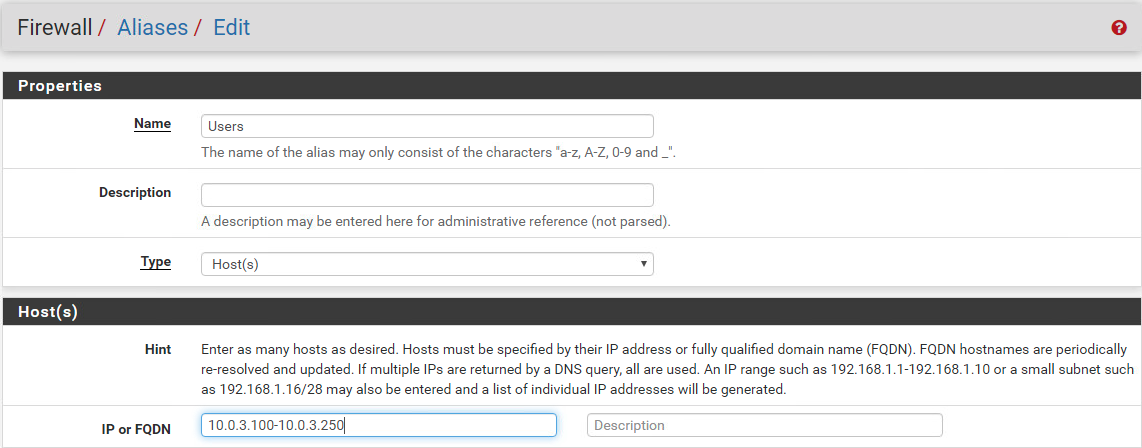 Firewall / Aliases / Edit
?
Properties
Name
Users
The name of the alias may only consist of the characters "a-z, A-Z, 0-9 and _".
Description
A description may be entered here for administrative reference (not parsed).
Type
Host(s)
Host(s)
Hint
Enter as many hosts as desired. Hosts must be specified by their IP address or fully qualified domain name (FQDN). FQDN hostnames are periodically
re-resolved and updated. If multiple IPs are returned by a DNS query, all are used. An IP range such as 192.168.1.1-192.168.1.10 or a small subnet such
as 192.168.1.16/28 may also be entered and a list of individual IP addresses will be generated.
IP or FQDN
10.0.3.100-10.0.3.250
Description